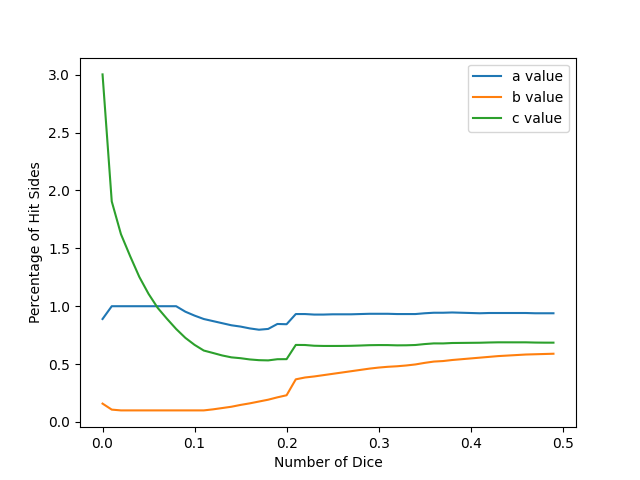 a value
b value
c value
3.0
2.5
2.0
1.5
1.0
0.5
0.0
Percentage of Hit Sides
0.0 0.1 0.2 0.3 0.4 0.5
Number of Dice